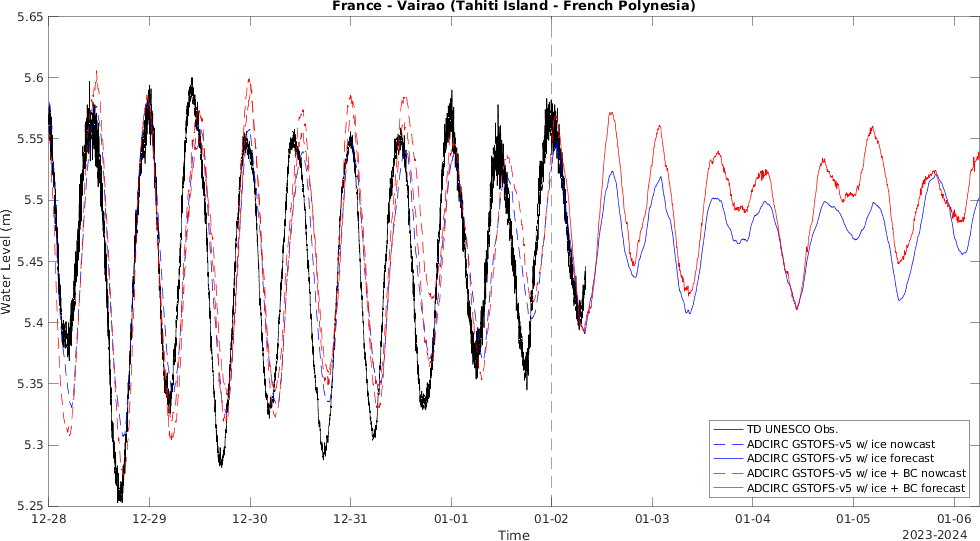 France - Vairao (Tahiti Island - French Polynesia)
5.65
5.6
5.55
5.5
5.45
5.4
5.35
5.3
5.25
Water Level (m)
12-28 12-29 12-30 12-31 01-01 01-02 01-03 01-04 01-05 01-06
Time
2023-2024
TD UNESCO Obs.
ADCIRC GSTOFS-v5 w/ ice nowcast
ADCIRC GSTOFS-v5 w/ ice forecast
ADCIRC GSTOFS-v5 w/ ice + BC nowcast
ADCIRC GSTOFS-v5 w/ ice + BC forecast